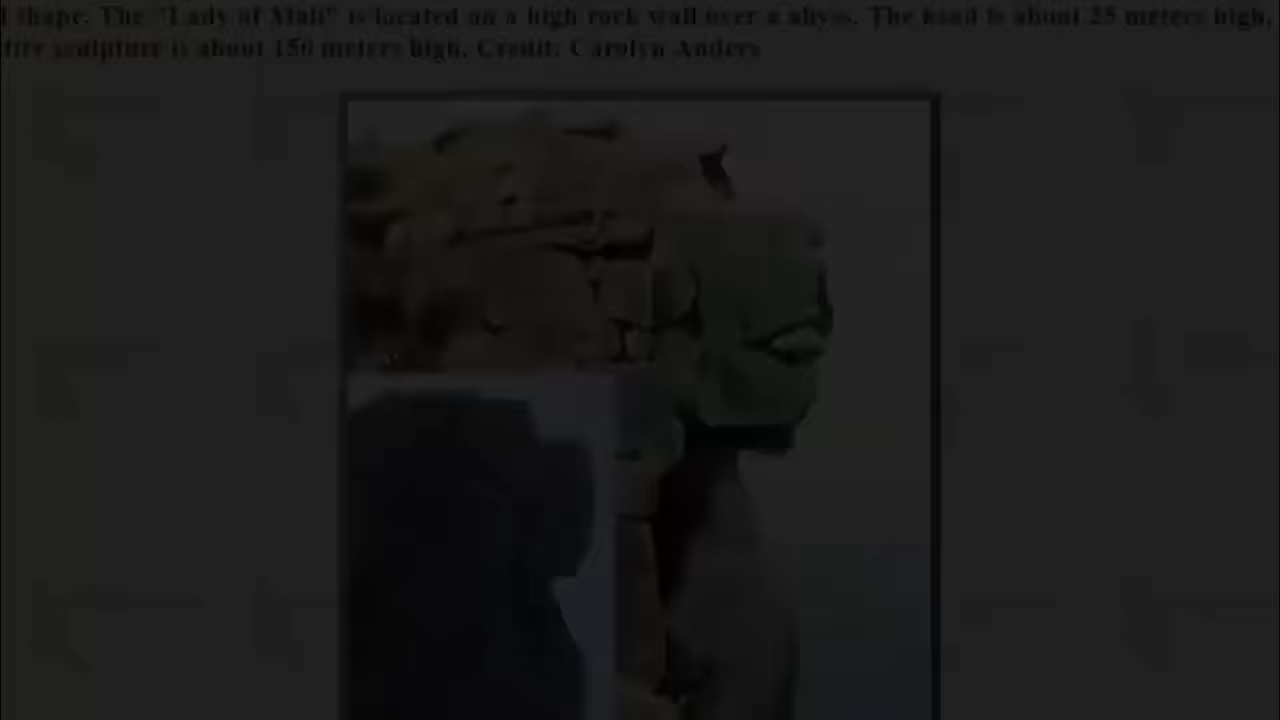 shape. The "Lady of Mali" is located on a high rock wall over a abyss. The head is about 25 meters high,
tire sculpture is about 150 meters high. Credit: Carolyn Anders